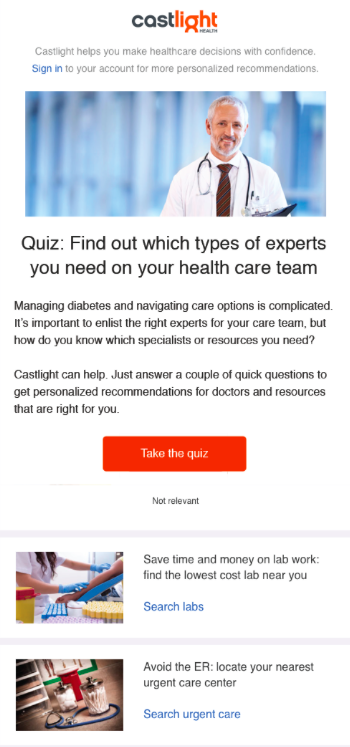 castlight
HEALTH
Castlight helps you make healthcare decisions with confidence.
Sign in to your account for more personalized recommendations.
Quiz: Find out which types of experts
you need on your health care team
Managing diabetes and navigating care options is complicated.
It's important to enlist the right experts for your care team, but
how do you know which specialists or resources you need?
Castlight can help. Just answer a couple of quick questions to
get personalized recommendations for doctors and resources
that are right for you.
Take the quiz
Not relevant
Save time and money on lab work:
find the lowest cost lab near you
Search labs
Avoid the ER: locate your nearest
urgent care center
Search urgent care